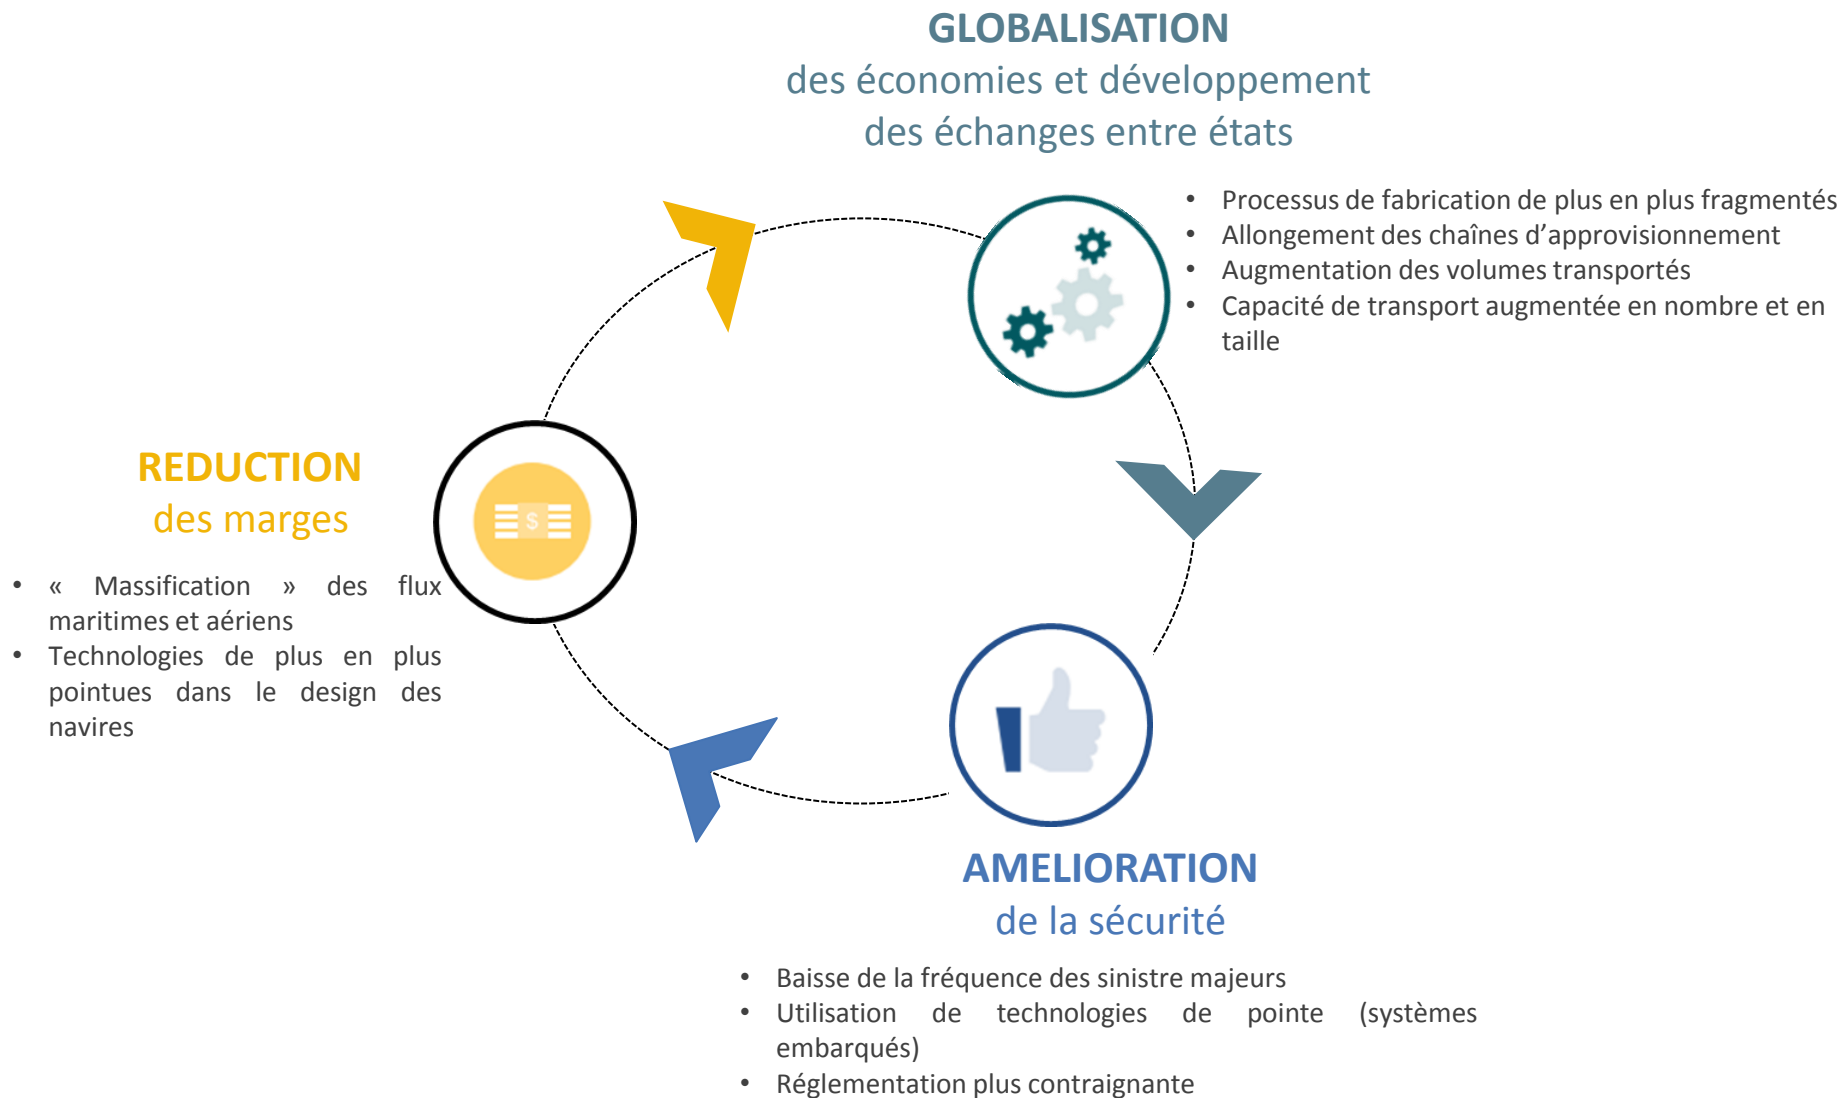 GLOBALISATION
des économies et développement
des échanges entre états
• Processus de fabrication de plus en plus fragmentés
• Allongement des chaînes d’approvisionnement
• Augmentation des volumes transportés
• Capacité de transport augmentée en nombre et en
taille
REDUCTION
des marges
• « Massification » des flux
maritimes et aériens
• Technologies de plus en plus
pointues dans le design des
navires
$
AMELIORATION
de la sécurité
• Baisse de la fréquence des sinistre majeurs
• Utilisation de technologies de pointe (systèmes
embarqués)
• Réglementation plus contraignante